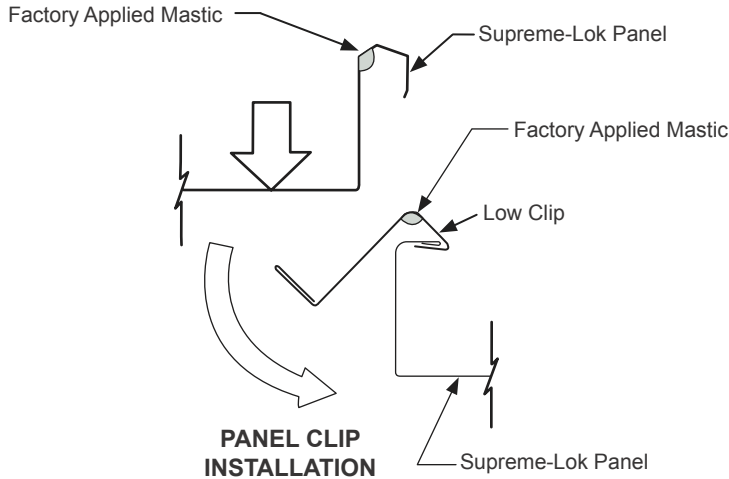 Factory Applied Mastic
Supreme-Lok Panel
Factory Applied Mastic
Low Clip
PANEL CLIP
INSTALLATION
Supreme-Lok Panel